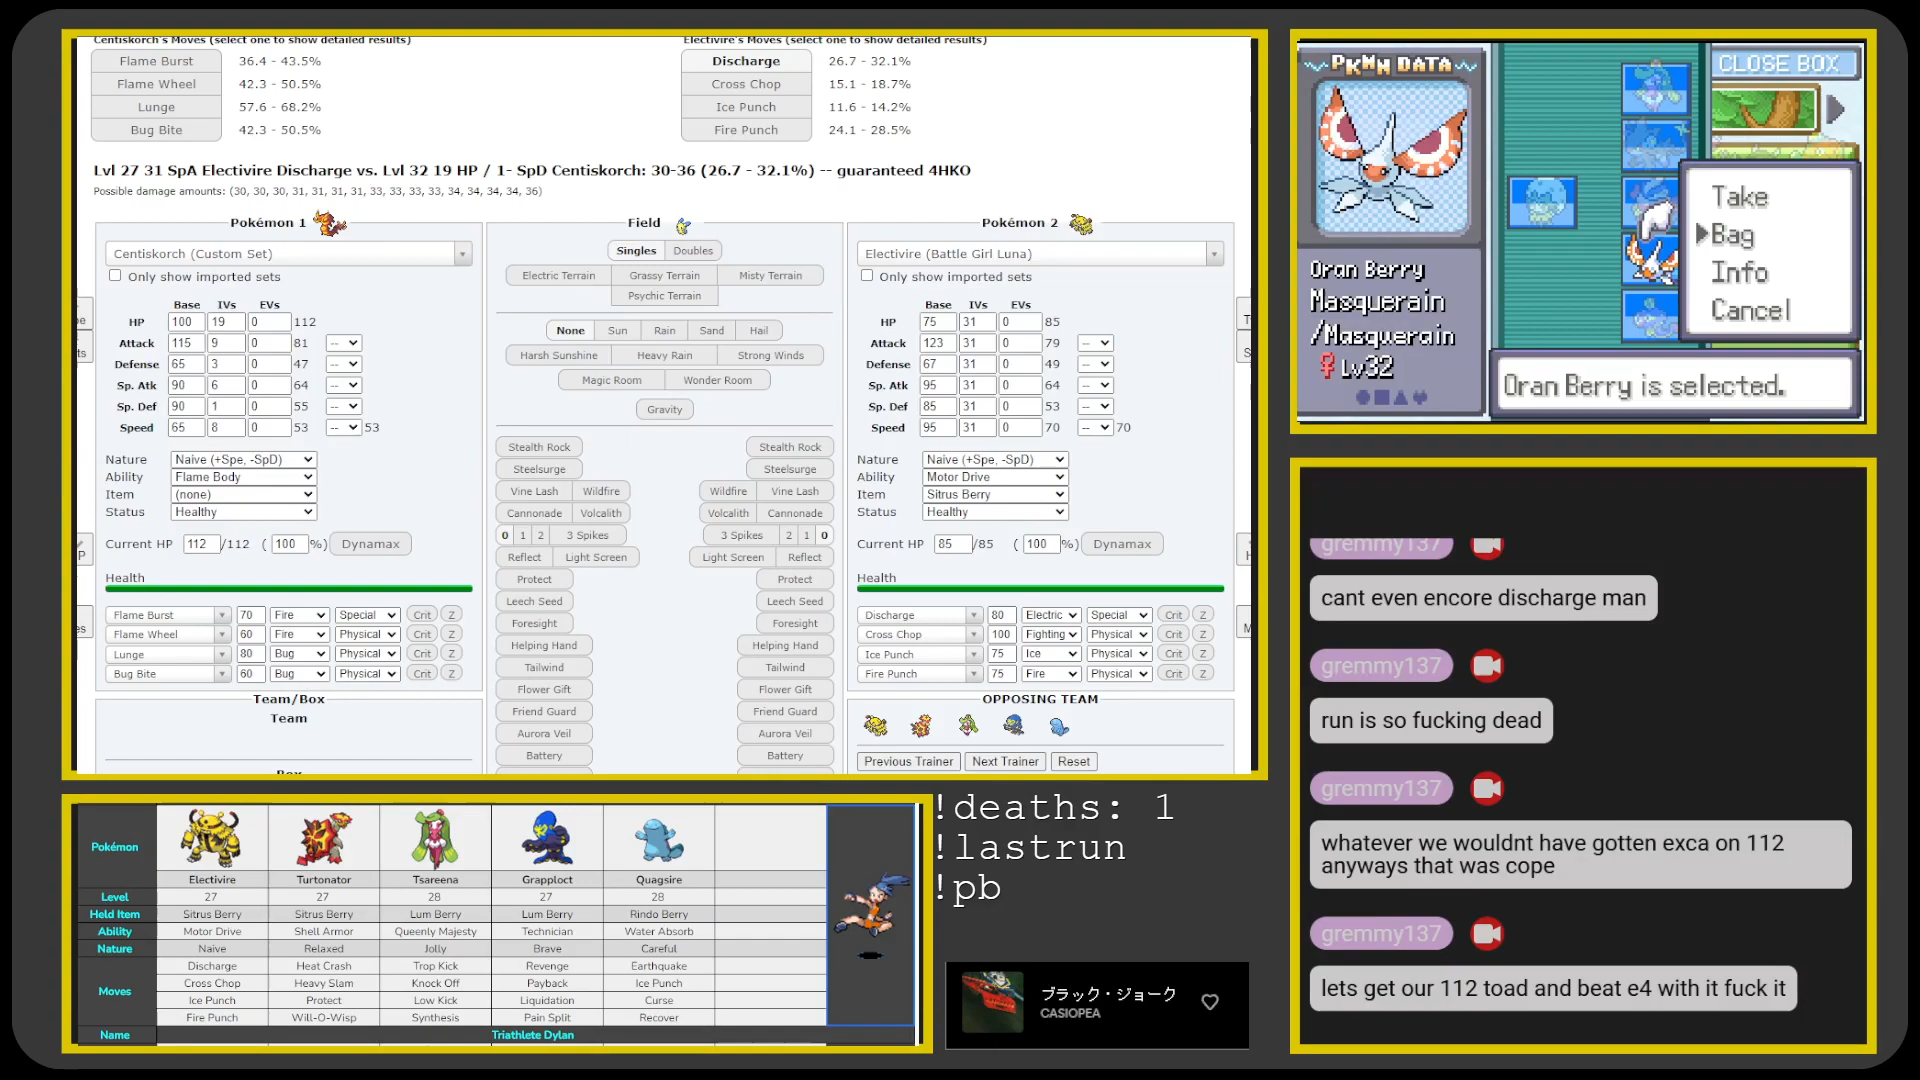 Centiskorch's Moves (select one to show detailed results)
Flame Burst 36.4 - 43.5%
Flame Wheel 42.3 - 50.5%
Lunge 57.6 - 68.2%
Bug Bite 42.3 - 50.5%
Electivire's Moves (select one to show detailed results)
Discharge 26.7 - 32.1%
Cross Chop 15.1 - 18.7%
Ice Punch 11.6 - 14.2%
Fire Punch 24.1 - 28.5%
Lvl 27 31 SpA Electivire Discharge vs. Lvl 32 19 HP / 1- SpD Centiskorch: 30-36 (26.7 - 32.1%) -- guaranteed 4HKO
Possible damage amounts: (30, 30, 30, 31, 31, 31, 31, 33, 33, 33, 33, 34, 34, 34, 34, 36)
Pokémon 1
Centiskorch (Custom Set)
Only show imported sets
Base IVs EVs
HP 100 19 0 112
Attack 115 9 0 81 --
Defense 65 3 0 47 --
Sp. Atk 90 6 0 64 --
Sp. Def 90 1 0 55 --
Speed 65 8 0 53 -- 53
Nature Naive (+Spe, -SpD)
Ability Flame Body
Item (none)
Status Healthy
Current HP 112 /112 ( 100 %) Dynamax
Health
Flame Burst 70 Fire Special Crit Z
Flame Wheel 60 Fire Physical Crit Z
Lunge 80 Bug Physical Crit Z
Bug Bite 60 Bug Physical Crit Z
Team/Box
Team
Field
Singles Doubles
Electric Terrain Grassy Terrain Misty Terrain
Psychic Terrain
None Sun Rain Sand Hail
Harsh Sunshine Heavy Rain Strong Winds
Magic Room Wonder Room
Gravity
Stealth Rock Stealth Rock
Steelsurge Steelsurge
Vine Lash Wildfire Wildfire Vine Lash
Cannonade Volcalith Volcalith Cannonade
0 1 2 3 Spikes 3 Spikes 2 1 0
Reflect Light Screen Light Screen Reflect
Protect Protect
Leech Seed Leech Seed
Foresight Foresight
Helping Hand Helping Hand
Tailwind Tailwind
Flower Gift Flower Gift
Friend Guard Friend Guard
Aurora Veil Aurora Veil
Battery Battery
Pokémon 2
Electivire (Battle Girl Luna)
Only show imported sets
Base IVs EVs
HP 75 31 0 85
Attack 123 31 0 79 --
Defense 67 31 0 49 --
Sp. Atk 95 31 0 64 --
Sp. Def 85 31 0 53 --
Speed 95 31 0 70 -- 70
Nature Naive (+Spe, -SpD)
Ability Motor Drive
Item Sitrus Berry
Status Healthy
Current HP 85 /85 ( 100 %) Dynamax
Health
Discharge 80 Electric Special Crit Z
Cross Chop 100 Fighting Physical Crit Z
Ice Punch 75 Ice Physical Crit Z
Fire Punch 75 Fire Physical Crit Z
OPPOSING TEAM
Previous Trainer Next Trainer Reset
PKMN DATA
CLOSE BOX
Oran Berry
Masquerain
/Masquerain
♀ Lv32
Take
Bag
Info
Cancel
Oran Berry is selected.
gremmy137
cant even encore discharge man
gremmy137
run is so fucking dead
gremmy137
whatever we wouldnt have gotten exca on 112
anyways that was cope
gremmy137
lets get our 112 toad and beat e4 with it fuck it
Pokémon
Electivire Turtonator Tsareena Grapploct Quagsire
Level 27 27 28 27 28
Held Item Sitrus Berry Sitrus Berry Lum Berry Lum Berry Rindo Berry
Ability Motor Drive Shell Armor Queenly Majesty Technician Water Absorb
Nature Naive Relaxed Jolly Brave Careful
Moves
Discharge Heat Crash Trop Kick Revenge Earthquake
Cross Chop Heavy Slam Knock Off Payback Ice Punch
Ice Punch Protect Low Kick Liquidation Curse
Fire Punch Will-O-Wisp Synthesis Pain Split Recover
Name Triathlete Dylan
!deaths: 1
!lastrun
!pb
ブラック・ジョーク
CASIOPEA